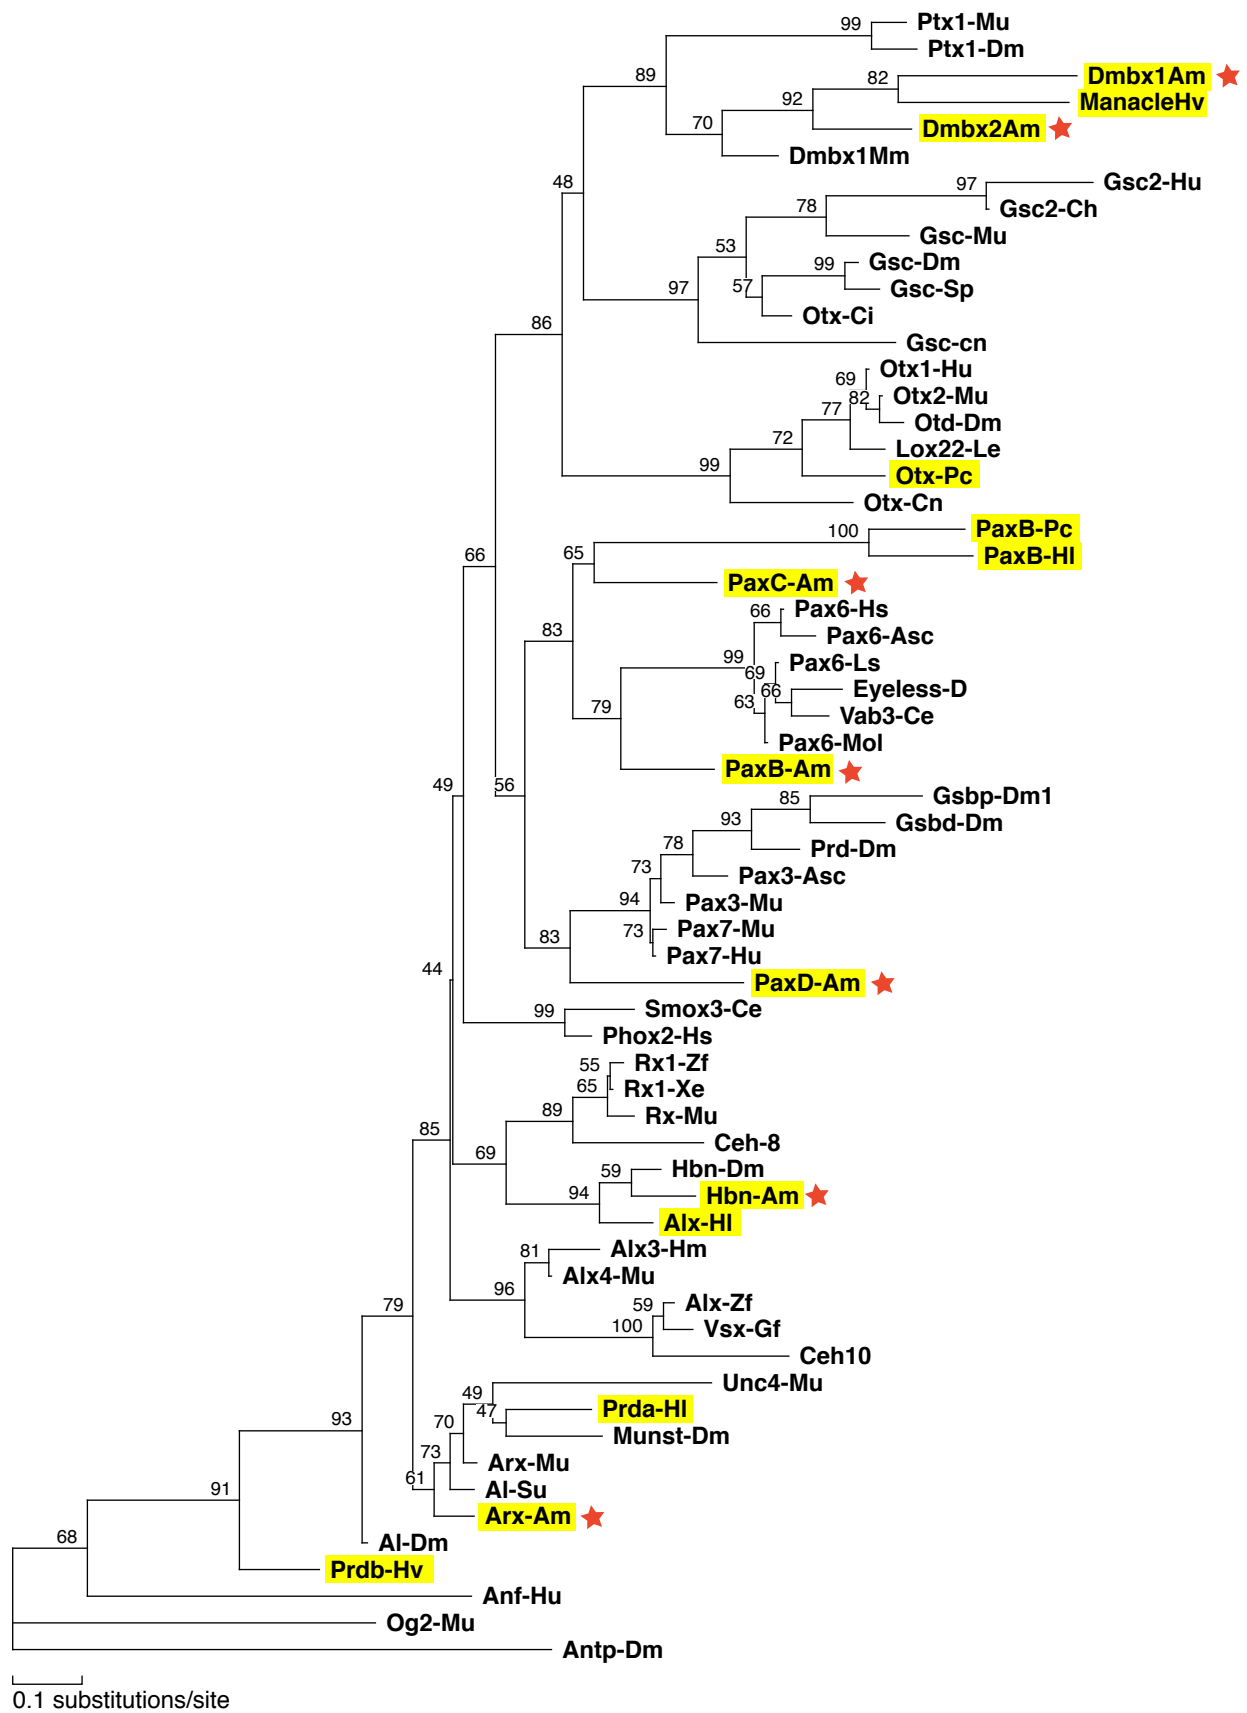 99
Ptx1-Mu
Ptx1-Dm
89
82
Dmbx1Am
92
ManacleHv
70
Dmbx2Am
Dmbx1Mm
48
97
Gsc2-Hu
78
Gsc2-Ch
Gsc-Mu
53
99
Gsc-Dm
97
57
Gsc-Sp
Otx-Ci
86
Gsc-cn
69
Otx1-Hu
82
Otx2-Mu
77
Otd-Dm
72
Lox22-Le
99
Otx-Pc
Otx-Cn
100
PaxB-Pc
66
65
PaxB-Hl
PaxC-Am
83
66
Pax6-Hs
Pax6-Asc
99
69
Pax6-Ls
66
Eyeless-D
79
63
Vab3-Ce
Pax6-Mol
PaxB-Am
49
56
85
Gsbp-Dm1
93
Gsbd-Dm
78
Prd-Dm
73
Pax3-Asc
94
Pax3-Mu
83
73
Pax7-Mu
Pax7-Hu
44
PaxD-Am
99
Smox3-Ce
Phox2-Hs
55
Rx1-Zf
65
Rx1-Xe
89
Rx-Mu
85
Ceh-8
69
59
Hbn-Dm
94
Hbn-Am
Alx-Hl
81
Alx3-Hm
96
Alx4-Mu
79
59
Alx-Zf
100
Vsx-Gf
Ceh10
49
Unc4-Mu
93
70
47
Prda-Hl
Munst-Dm
73
Arx-Mu
91
61
Al-Su
Arx-Am
68
Al-Dm
Prdb-Hv
Anf-Hu
Og2-Mu
Antp-Dm
0.1 substitutions/site